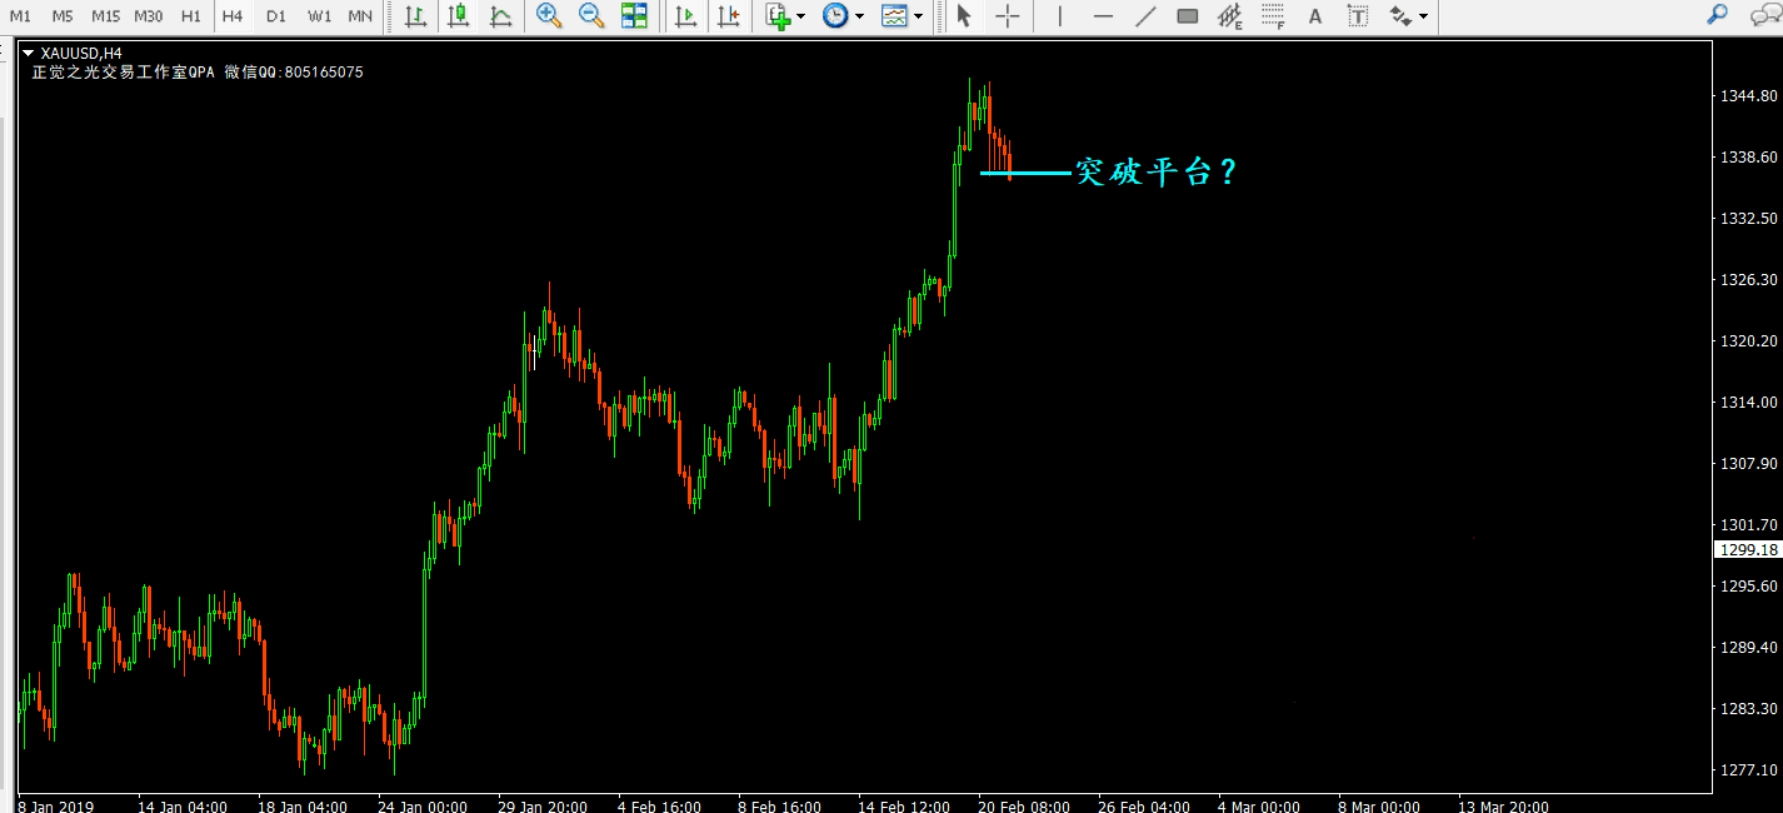 M1 M5 M15 M30 H1 H4 D1 W1 MN
E F A T
XAUUSD,H4
正觉之光交易工作室QPA 微信QQ:805165075
突破平台?
1344.80
1338.60
1332.50
1326.30
1320.20
1314.00
1307.90
1301.70
1299.18
1295.60
1289.40
1283.30
1277.10
8 Jan 2019 14 Jan 04:00 18 Jan 04:00 24 Jan 00:00 29 Jan 20:00 4 Feb 16:00 8 Feb 16:00 14 Feb 12:00 20 Feb 08:00 26 Feb 04:00 4 Mar 00:00 8 Mar 00:00 13 Mar 20:00